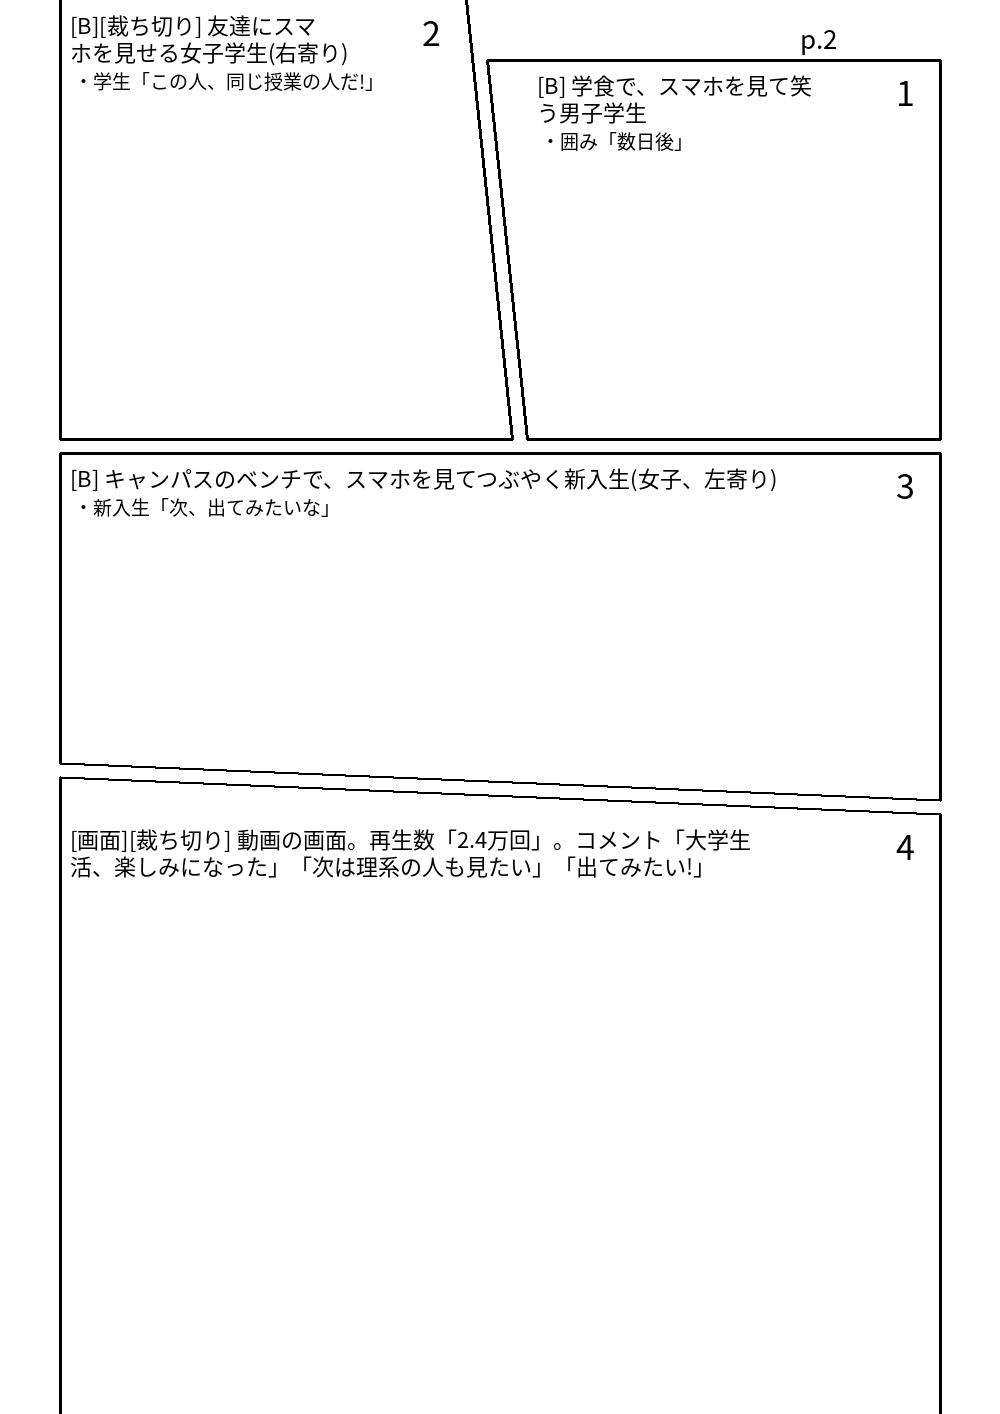 p.2
1
[B] 学食で、スマホを見て笑
う男子学生
・囲み「数日後」
2
[B][裁ち切り] 友達にスマ
ホを見せる女子学生(右寄り)
・学生「この人、同じ授業の人だ!」
3
[B] キャンパスのベンチで、スマホを見てつぶやく新入生(女子、左寄り)
・新入生「次、出てみたいな」
4
[画面][裁ち切り] 動画の画面。再生数「2.4万回」。コメント「大学生
活、楽しみになった」「次は理系の人も見たい」「出てみたい!」